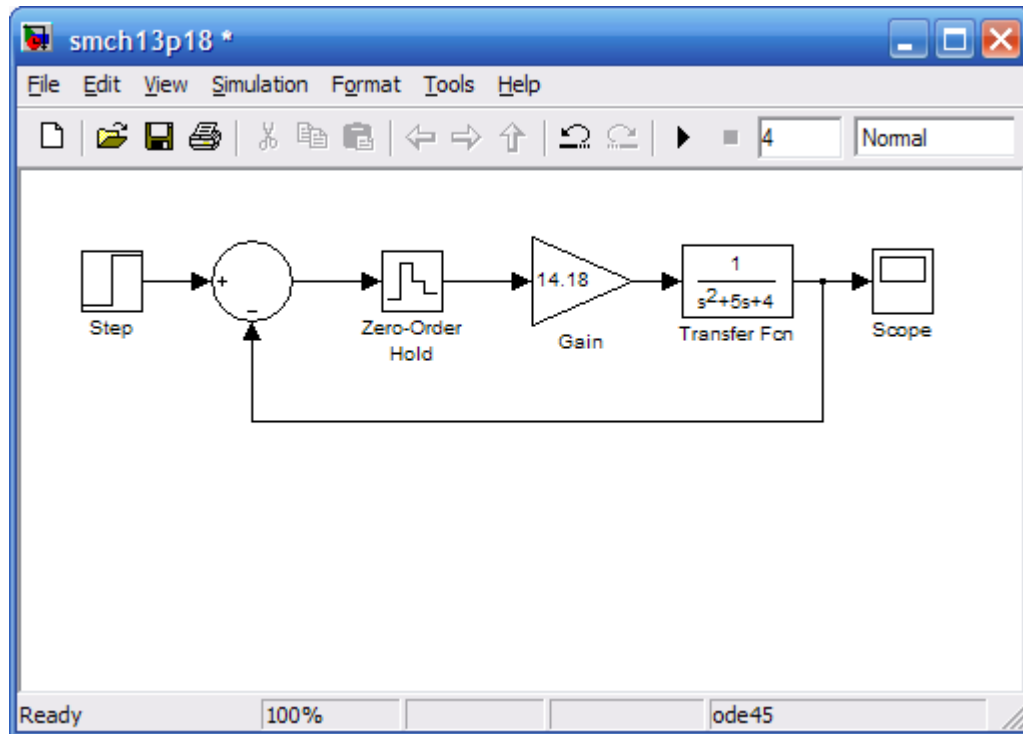 smch13p18 *
File Edit View Simulation Format Tools Help
4 Normal
+
-
14.18
1
s2+5s+4
Step
Zero-Order
Hold
Gain
Transfer Fcn
Scope
Ready 100% ode45